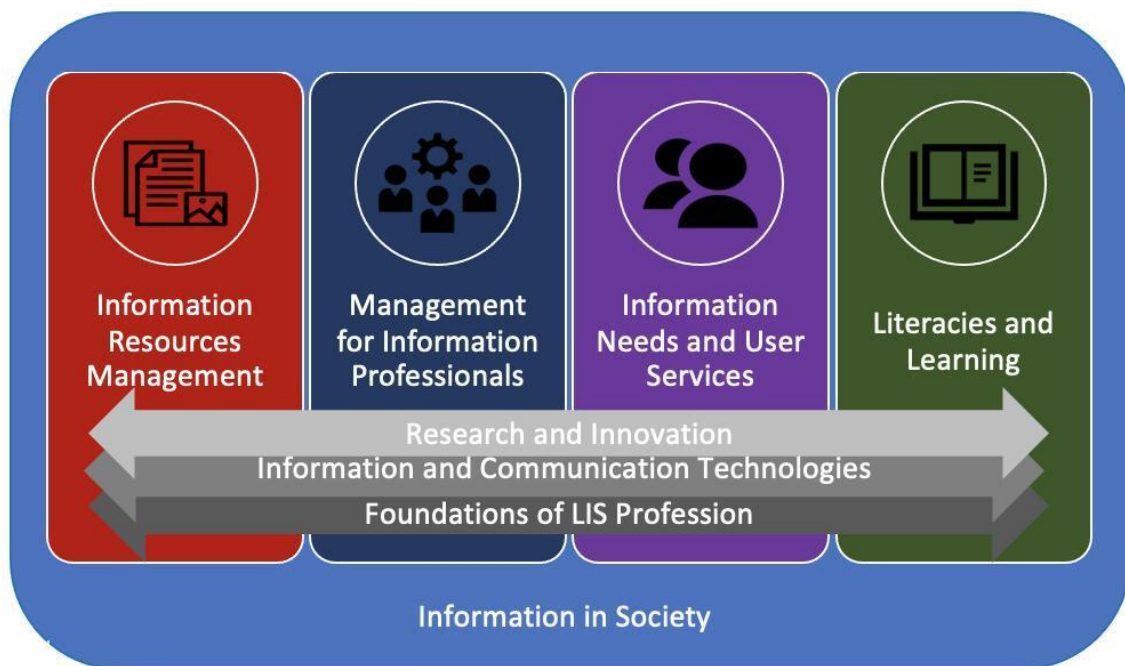 Information
Resources
Management
Management
for Information
Professionals
Information
Needs and User
Services
Literacies and
Learning
Research and Innovation
Information and Communication Technologies
Foundations of LIS Profession
Information in Society